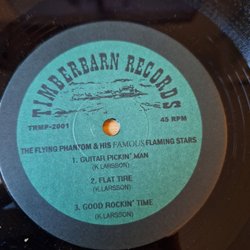 TIMBERBARN RECORDS
TRMP-2001
45 RPM
THE FLYING PHANTOM & HIS FAMOUS FLAMING STARS
1. GUITAR PICKIN' MAN
(K.LARSSON)
2. FLAT TIRE
(K.LARSSON)
3. GOOD ROCKIN' TIME
(K.LARSSON)